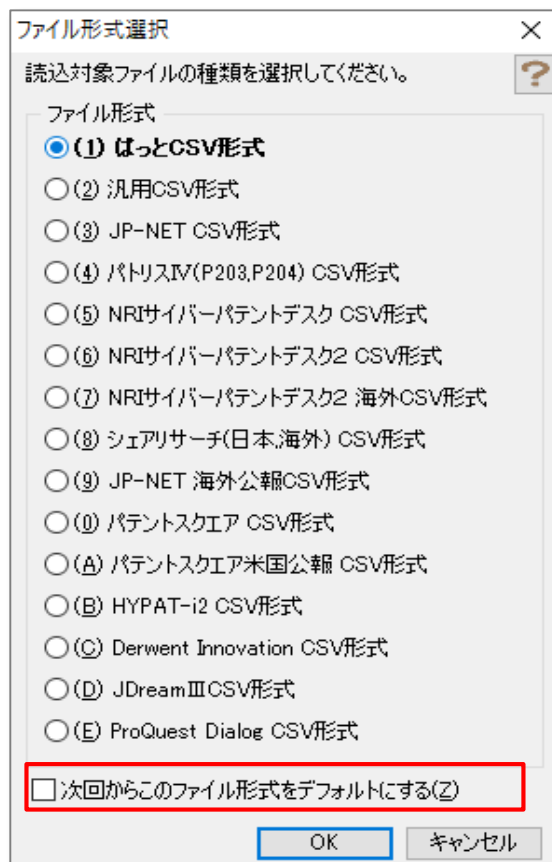 ファイル形式選択
読込対象ファイルの種類を選択してください。
ファイル形式
(1) ぱっとCSV形式
(2) 汎用CSV形式
(3) JP-NET CSV形式
(4) パトリスⅣ(P203,P204) CSV形式
(5) NRIサイバーパテントデスク CSV形式
(6) NRIサイバーパテントデスク2 CSV形式
(7) NRIサイバーパテントデスク2 海外CSV形式
(8) シェアリサーチ(日本,海外) CSV形式
(9) JP-NET 海外公報CSV形式
(0) パテントスクエア CSV形式
(A) パテントスクエア米国公報 CSV形式
(B) HYPAT-i2 CSV形式
(C) Derwent Innovation CSV形式
(D) JDreamⅢCSV形式
(E) ProQuest Dialog CSV形式
次回からこのファイル形式をデフォルトにする(Z)
OK キャンセル